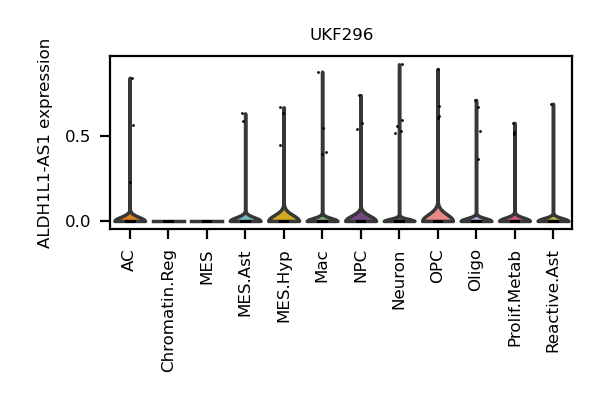 UKF296
ALDH1L1-AS1 expression
0.5
0.0
AC
Chromatin.Reg
MES
MES.Ast
MES.Hyp
Mac
NPC
Neuron
OPC
Oligo
Prolif.Metab
Reactive.Ast